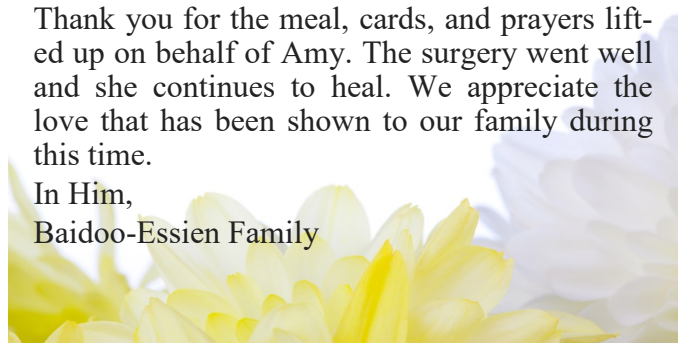 Thank you for the meal, cards, and prayers lift-
ed up on behalf of Amy. The surgery went well
and she continues to heal. We appreciate the
love that has been shown to our family during
this time.
In Him,
Baidoo-Essien Family